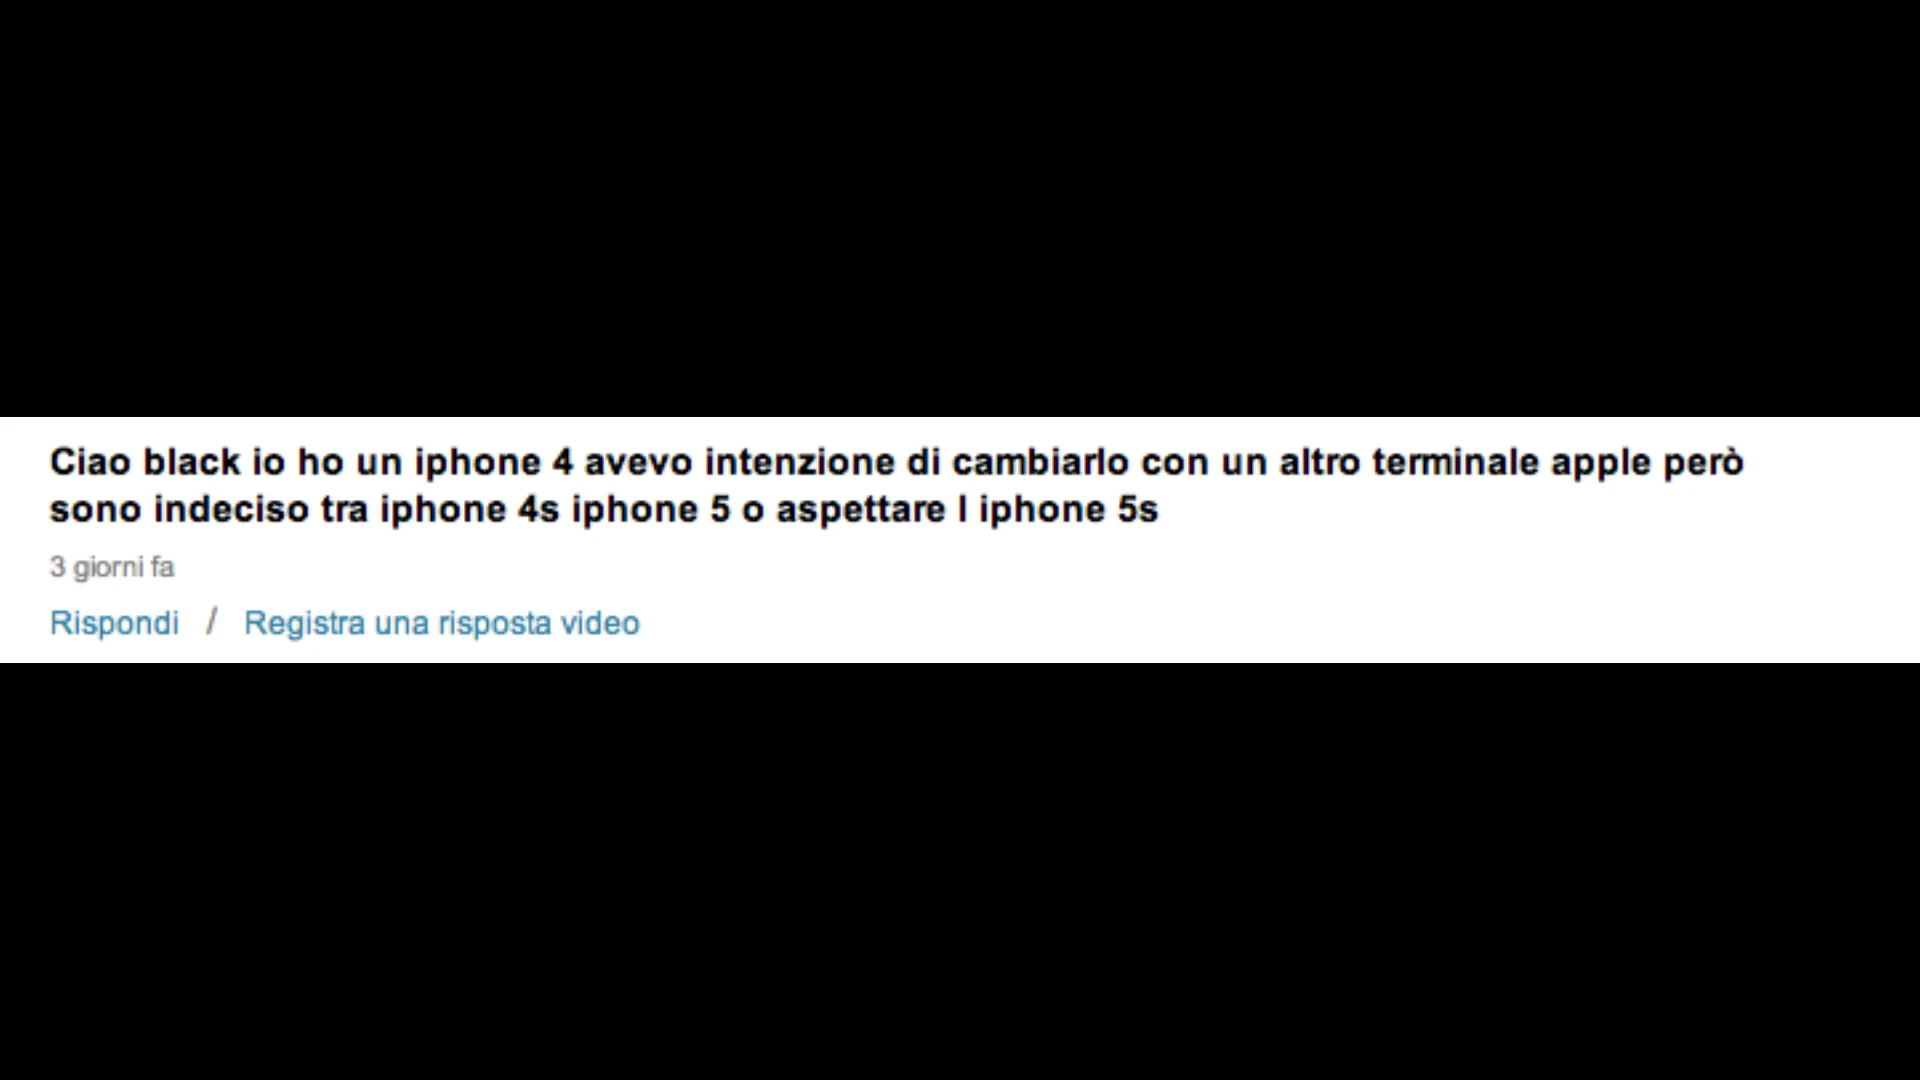 Ciao black io ho un iphone 4 avevo intenzione di cambiarlo con un altro terminale apple però
sono indeciso tra iphone 4s iphone 5 o aspettare l iphone 5s
3 giorni fa
Rispondi / Registra una risposta video